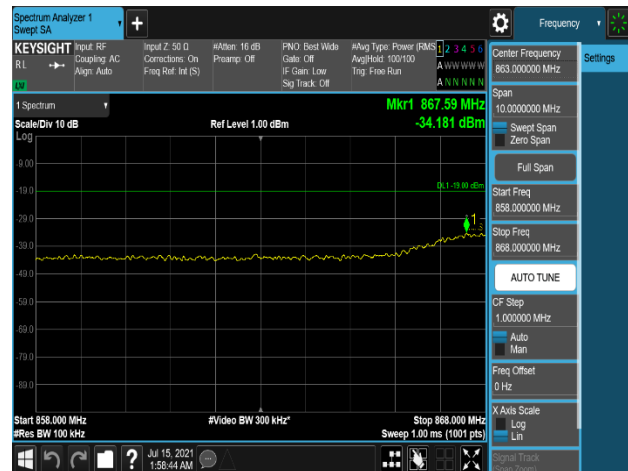 Spectrum Analyzer 1
Swept SA
+
Frequency
KEYSIGHT
RL
Input: RF
Coupling: AC
Align: Auto
Input Z: 50 Ω
Corrections: On
Freq Ref: Int (S)
#Atten: 16 dB
Preamp: Off
PNO: Best Wide
Gate: Off
IF Gain: Low
Sig Track: Off
#Avg Type: Power (RMS
Avg|Hold: 100/100
Trig: Free Run
1 2 3 4 5 6
A W W W W W
A N N N N N
Settings
Center Frequency
863.000000 MHz
Span
10.0000000 MHz
Swept Span
Zero Span
Full Span
Start Freq
858.000000 MHz
Stop Freq
868.000000 MHz
AUTO TUNE
CF Step
1.000000 MHz
Auto
Man
Freq Offset
0 Hz
X Axis Scale
Log
Lin
Signal Track
(Span Zoom)
1 Spectrum
Mkr1 867.59 MHz
-34.181 dBm
Scale/Div 10 dB
Ref Level 1.00 dBm
Log
-9.00
-19.0
DL1 -19.00 dBm
1
-29.0
-39.0
-49.0
-59.0
-69.0
-79.0
-89.0
Start 858.000 MHz
#Video BW 300 kHz*
Stop 868.000 MHz
#Res BW 100 kHz
Sweep 1.00 ms (1001 pts)
?
Jul 15, 2021
1:58:44 AM